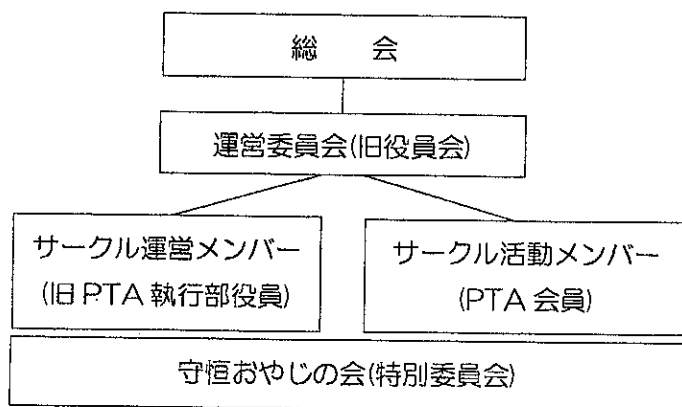 総　会
運営委員会(旧役員会)
サークル運営メンバー
(旧PTA執行部役員)
サークル活動メンバー
(PTA会員)
守恒おやじの会(特別委員会)